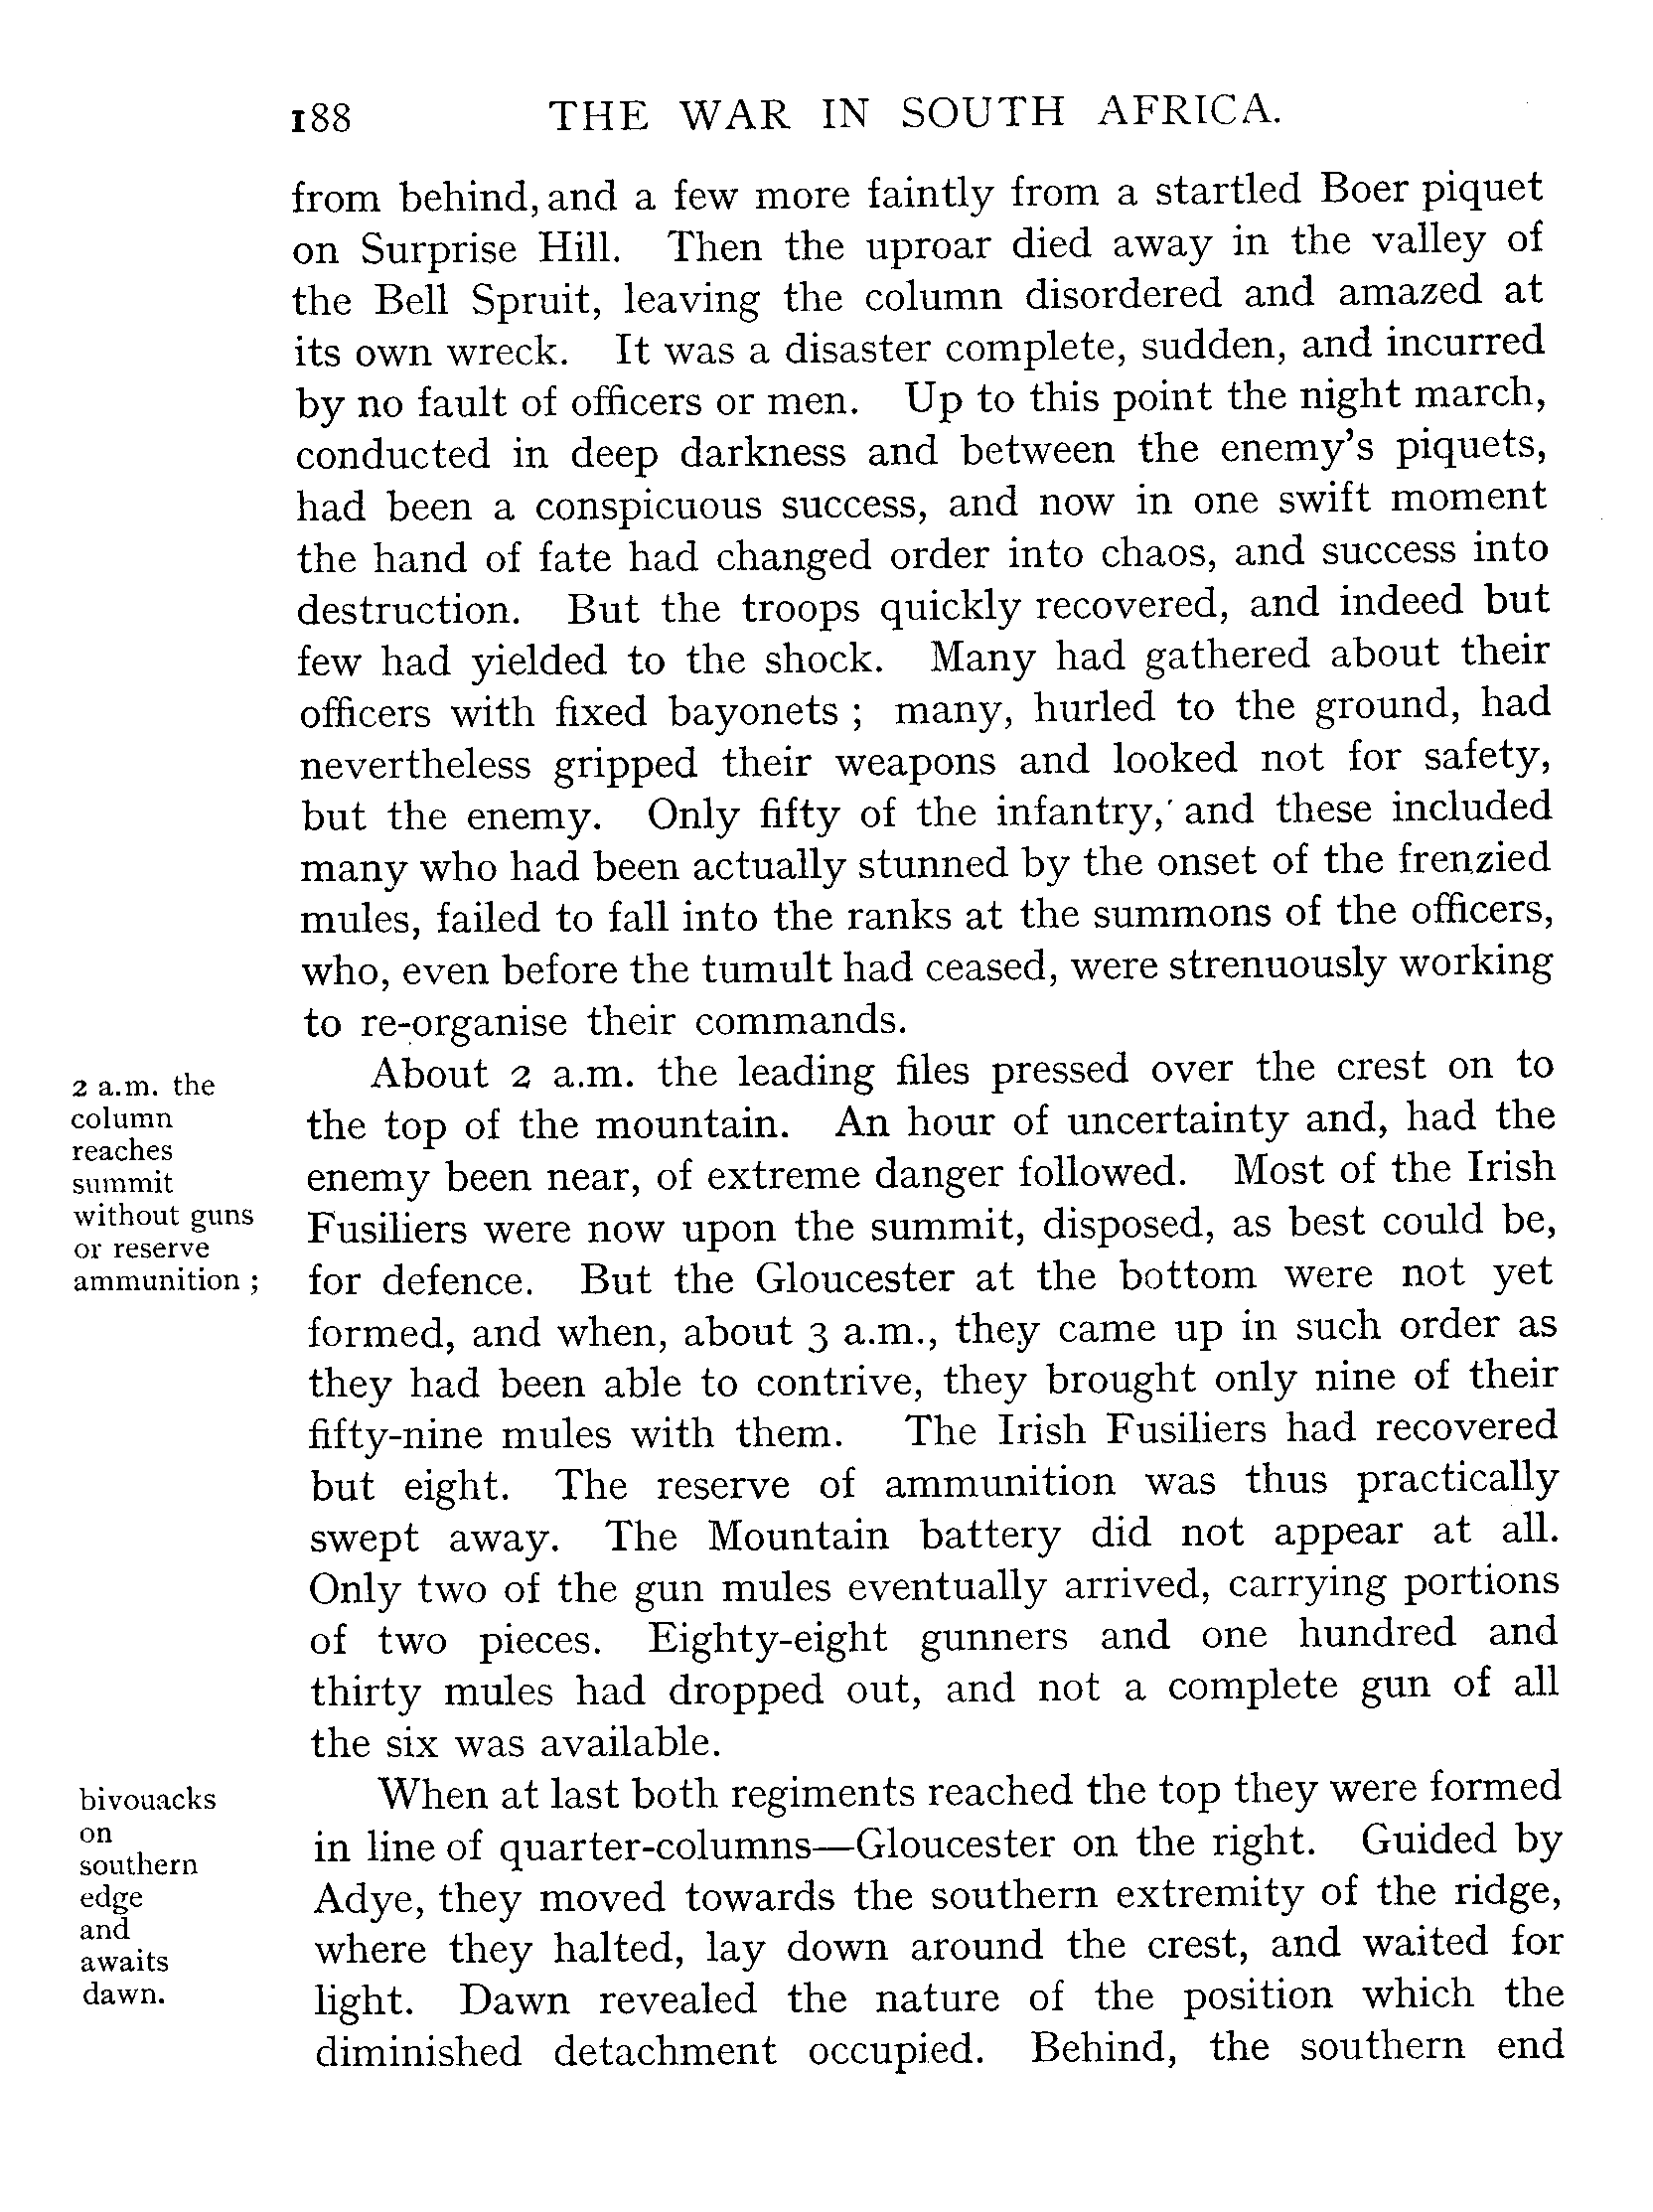 188 THE WAR IN SOUTH AFRICA.
from behind, and a few more faintly from a startled Boer piquet
on Surprise Hill. Then the uproar died away in the valley of
the Bell Spruit, leaving the column disordered and amazed at
its own wreck. It was a disaster complete, sudden, and incurred
by no fault of officers or men. Up to this point the night march,
conducted in deep darkness and between the enemy's piquets,
had been a conspicuous success, and now in one swift moment
the hand of fate had changed order into chaos, and success into
destruction. But the troops quickly recovered, and indeed but
few had yielded to the shock. Many had gathered about their
officers with fixed bayonets ; many, hurled to the ground, had
nevertheless gripped their weapons and looked not for safety,
but the enemy. Only fifty of the infantry, and these included
many who had been actually stunned by the onset of the frenzied
mules, failed to fall into the ranks at the summons of the officers,
who, even before the tumult had ceased, were strenuously working
to re-organise their commands.
2 a.m. the
column
reaches
summit
without guns
or reserve
ammunition ;
About 2 a.m. the leading files pressed over the crest on to
the top of the mountain. An hour of uncertainty and, had the
enemy been near, of extreme danger followed. Most of the Irish
Fusiliers were now upon the summit, disposed, as best could be,
for defence. But the Gloucester at the bottom were not yet
formed, and when, about 3 a.m., they came up in such order as
they had been able to contrive, they brought only nine of their
fifty-nine mules with them. The Irish Fusiliers had recovered
but eight. The reserve of ammunition was thus practically
swept away. The Mountain battery did not appear at all.
Only two of the gun mules eventually arrived, carrying portions
of two pieces. Eighty-eight gunners and one hundred and
thirty mules had dropped out, and not a complete gun of all
the six was available.
bivouacks
on
southern
edge
and
awaits
dawn.
When at last both regiments reached the top they were formed
in line of quarter-columns—Gloucester on the right. Guided by
Adye, they moved towards the southern extremity of the ridge,
where they halted, lay down around the crest, and waited for
light. Dawn revealed the nature of the position which the
diminished detachment occupied. Behind, the southern end